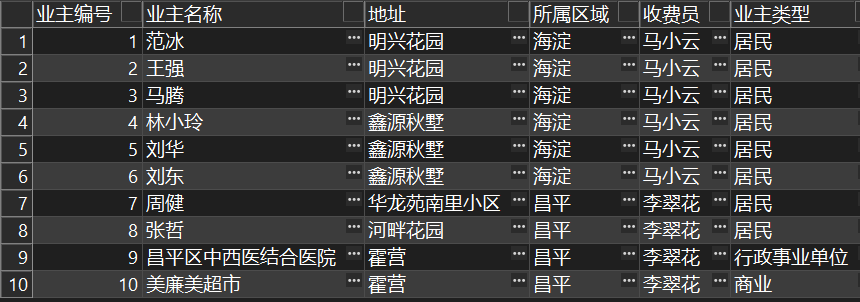 业主编号 业主名称 地址 所属区域 收费员 业主类型
1 1 范冰 ··· 明兴花园 ··· 海淀 ··· 马小云 ··· 居民
2 2 王强 ··· 明兴花园 ··· 海淀 ··· 马小云 ··· 居民
3 3 马腾 ··· 明兴花园 ··· 海淀 ··· 马小云 ··· 居民
4 4 林小玲 ··· 鑫源秋墅 ··· 海淀 ··· 马小云 ··· 居民
5 5 刘华 ··· 鑫源秋墅 ··· 海淀 ··· 马小云 ··· 居民
6 6 刘东 ··· 鑫源秋墅 ··· 海淀 ··· 马小云 ··· 居民
7 7 周健 ··· 华龙苑南里小区 ··· 昌平 ··· 李翠花 ··· 居民
8 8 张哲 ··· 河畔花园 ··· 昌平 ··· 李翠花 ··· 居民
9 9 昌平区中西医结合医院 ··· 霍营 ··· 昌平 ··· 李翠花 ··· 行政事业单位
10 10 美廉美超市 ··· 霍营 ··· 昌平 ··· 李翠花 ··· 商业